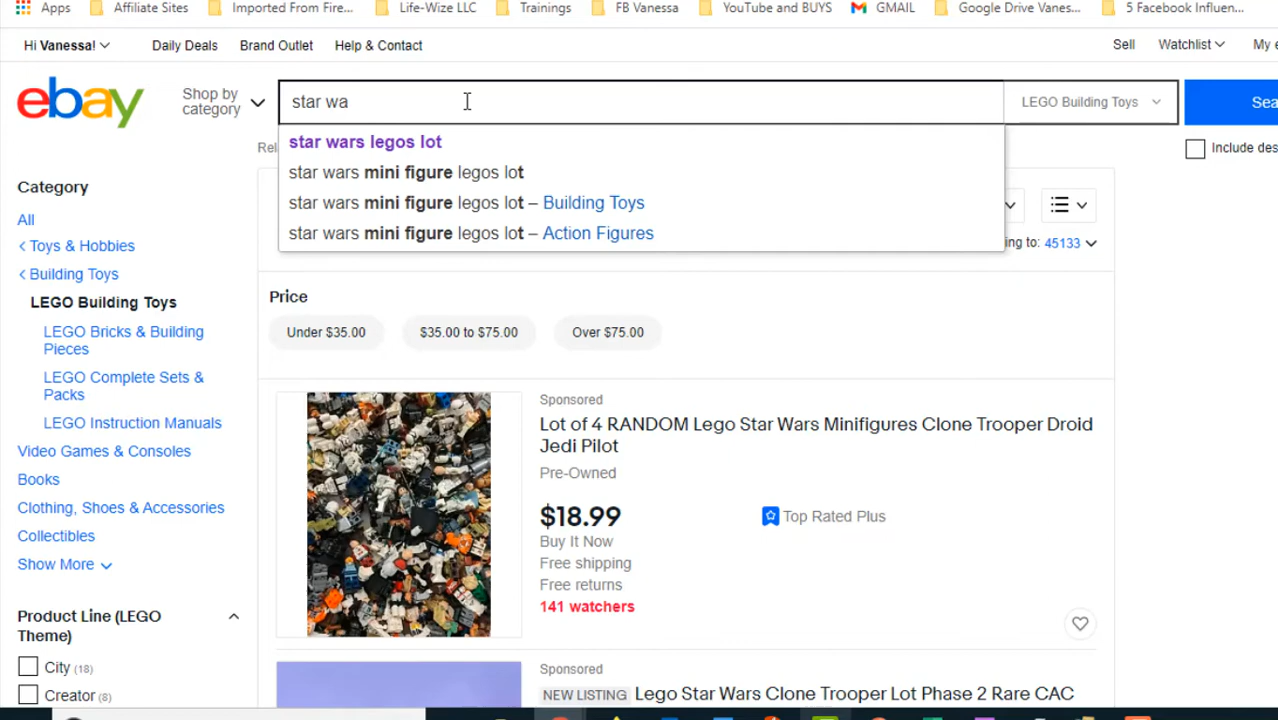 Apps Affiliate Sites Imported From Fire... Life-Wize LLC Trainings FB Vanessa YouTube and BUYS GMAIL Google Drive Vanes... 5 Facebook Influen...
Hi Vanessa! Daily Deals Brand Outlet Help & Contact Sell Watchlist My e
ebay
Shop by
category
star wa
LEGO Building Toys
Sea
star wars legos lot
Rel
Include des
star wars mini figure legos lot
star wars mini figure legos lot – Building Toys
star wars mini figure legos lot – Action Figures
ing to: 45133
Category
All
Toys & Hobbies
Building Toys
LEGO Building Toys
LEGO Bricks & Building
Pieces
LEGO Complete Sets &
Packs
LEGO Instruction Manuals
Video Games & Consoles
Books
Clothing, Shoes & Accessories
Collectibles
Show More
Product Line (LEGO
Theme)
City (18)
Creator (8)
Price
Under $35.00 $35.00 to $75.00 Over $75.00
Sponsored
Lot of 4 RANDOM Lego Star Wars Minifigures Clone Trooper Droid
Jedi Pilot
Pre-Owned
$18.99
Top Rated Plus
Buy It Now
Free shipping
Free returns
141 watchers
Sponsored
NEW LISTING Lego Star Wars Clone Trooper Lot Phase 2 Rare CAC